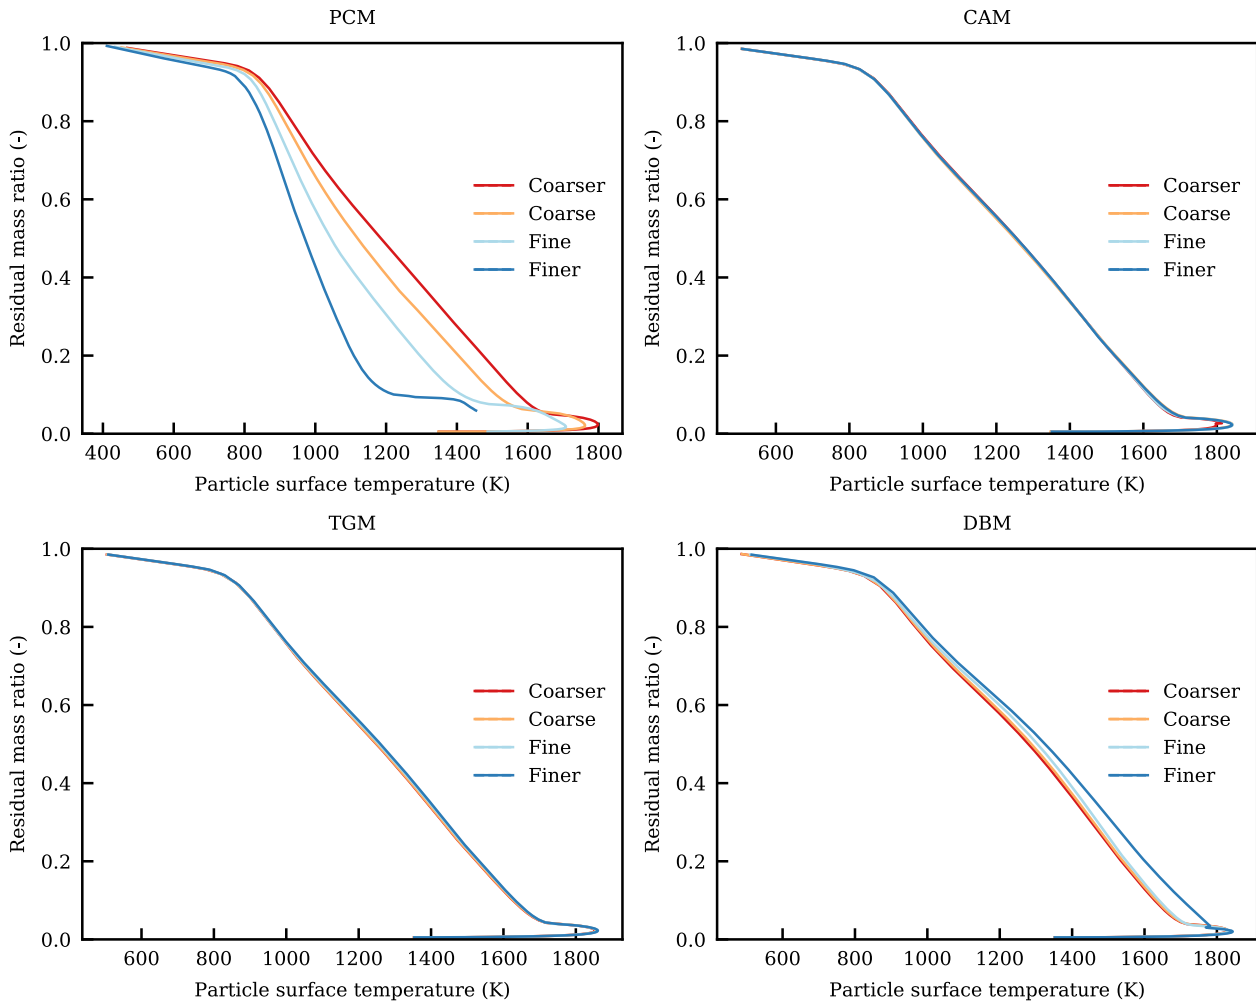 PCM
1.0
0.8
0.6
0.4
0.2
0.0
Residual mass ratio (-)
Coarser
Coarse
Fine
Finer
400 600 800 1000 1200 1400 1600 1800
Particle surface temperature (K)
CAM
1.0
0.8
0.6
0.4
0.2
0.0
Residual mass ratio (-)
Coarser
Coarse
Fine
Finer
600 800 1000 1200 1400 1600 1800
Particle surface temperature (K)
TGM
1.0
0.8
0.6
0.4
0.2
0.0
Residual mass ratio (-)
Coarser
Coarse
Fine
Finer
600 800 1000 1200 1400 1600 1800
Particle surface temperature (K)
DBM
1.0
0.8
0.6
0.4
0.2
0.0
Residual mass ratio (-)
Coarser
Coarse
Fine
Finer
600 800 1000 1200 1400 1600 1800
Particle surface temperature (K)